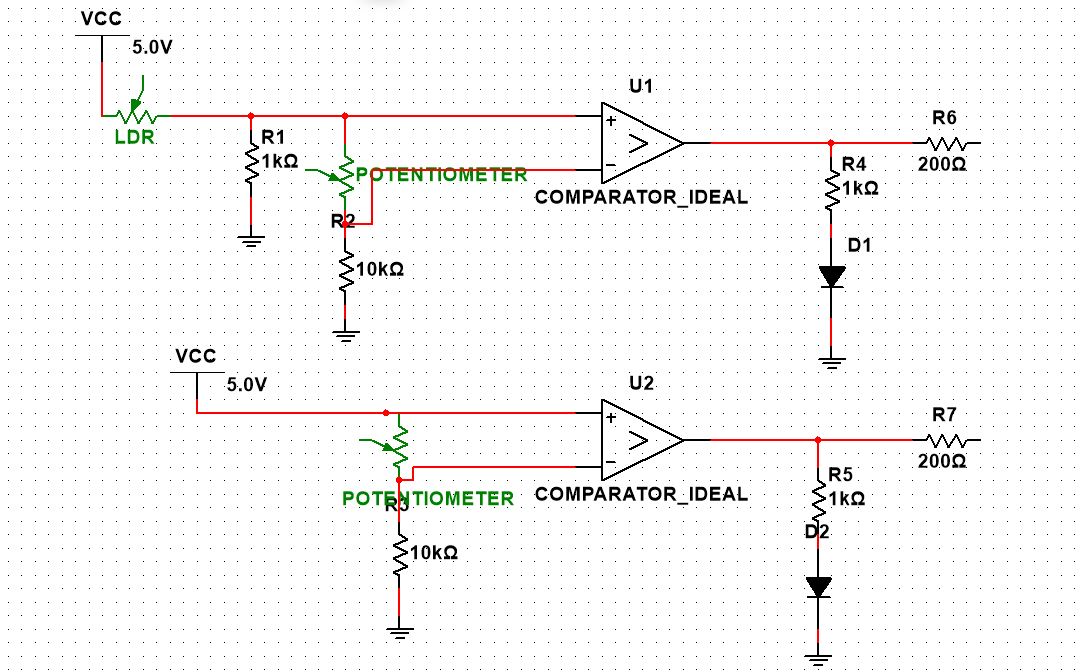 VCC
5.0V
LDR
R1
1kΩ
POTENTIOMETER
R2
10kΩ
U1
+
−
COMPARATOR_IDEAL
R6
200Ω
R4
1kΩ
D1
VCC
5.0V
POTENTIOMETER
R3
10kΩ
U2
+
−
COMPARATOR_IDEAL
R7
200Ω
R5
1kΩ
D2